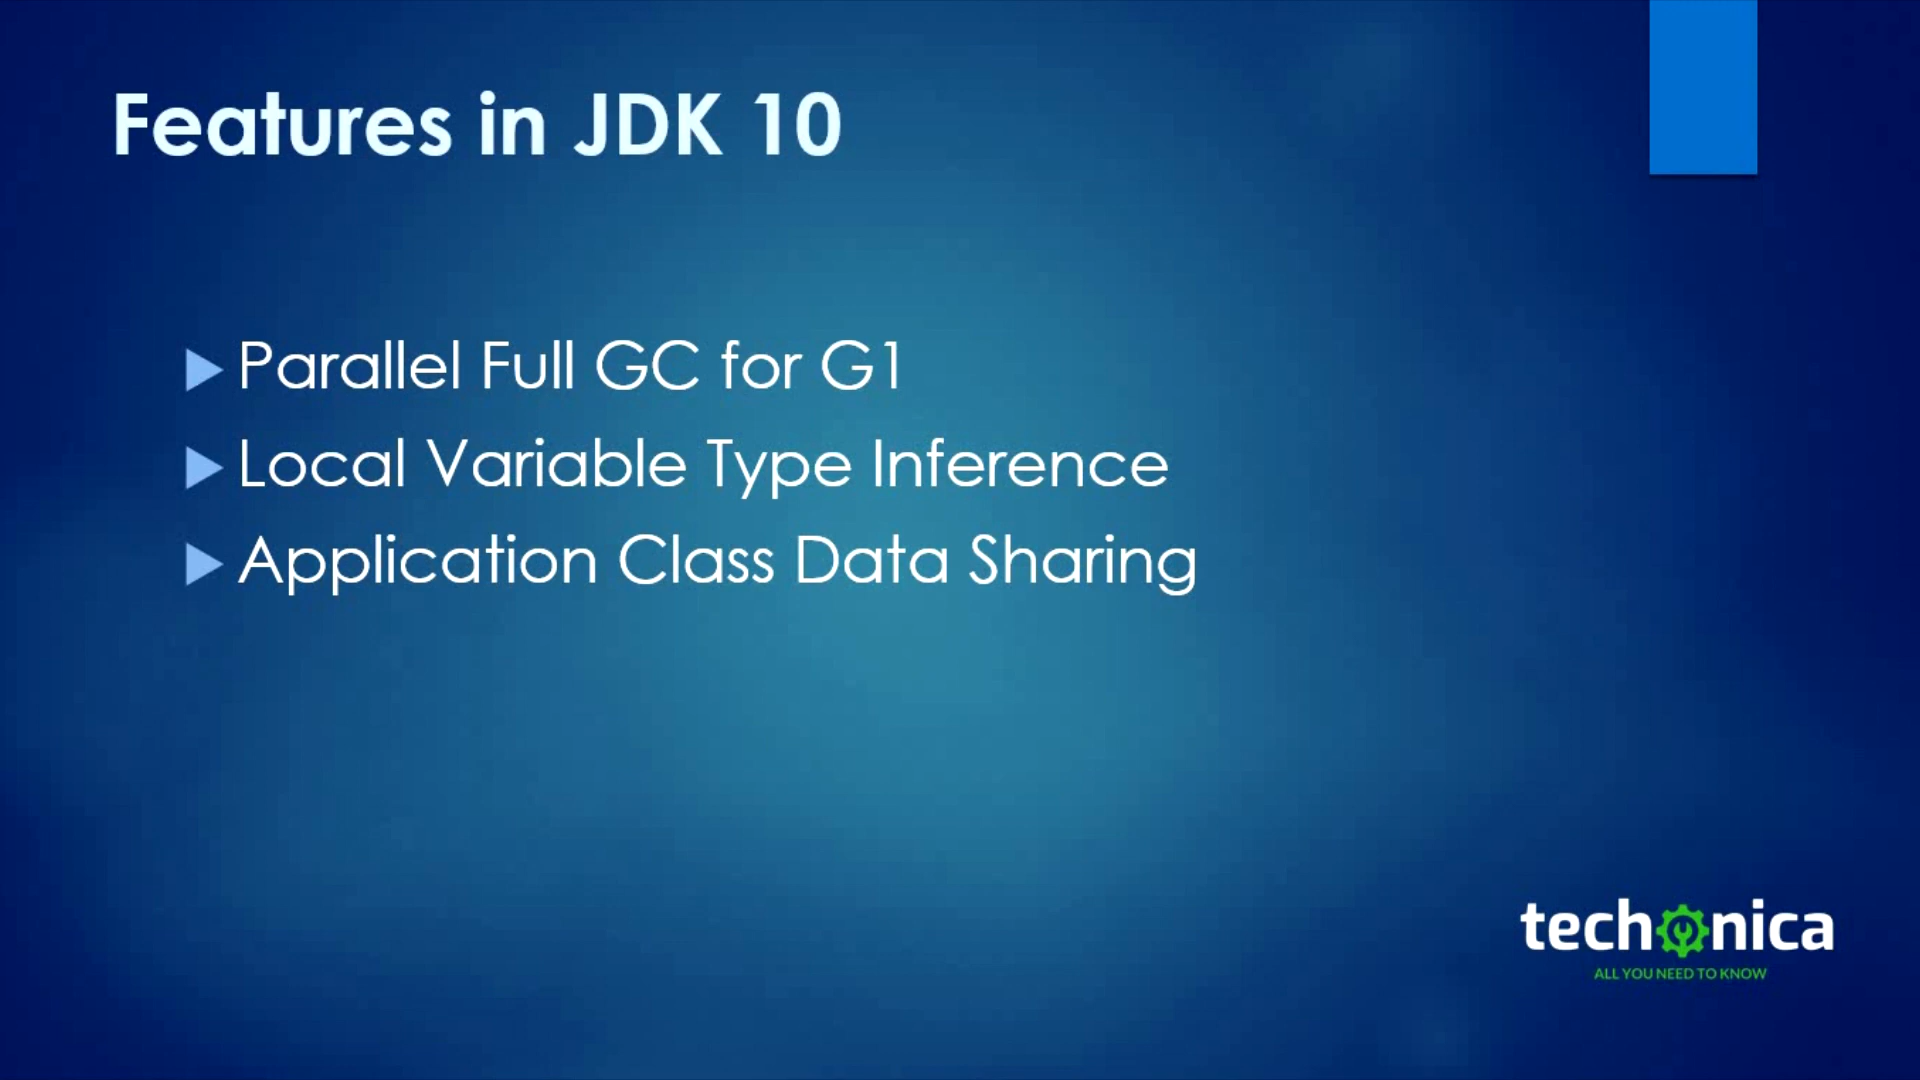 Features in JDK 10
Parallel Full GC for G1
Local Variable Type Inference
Application Class Data Sharing
techonica
ALL YOU NEED TO KNOW